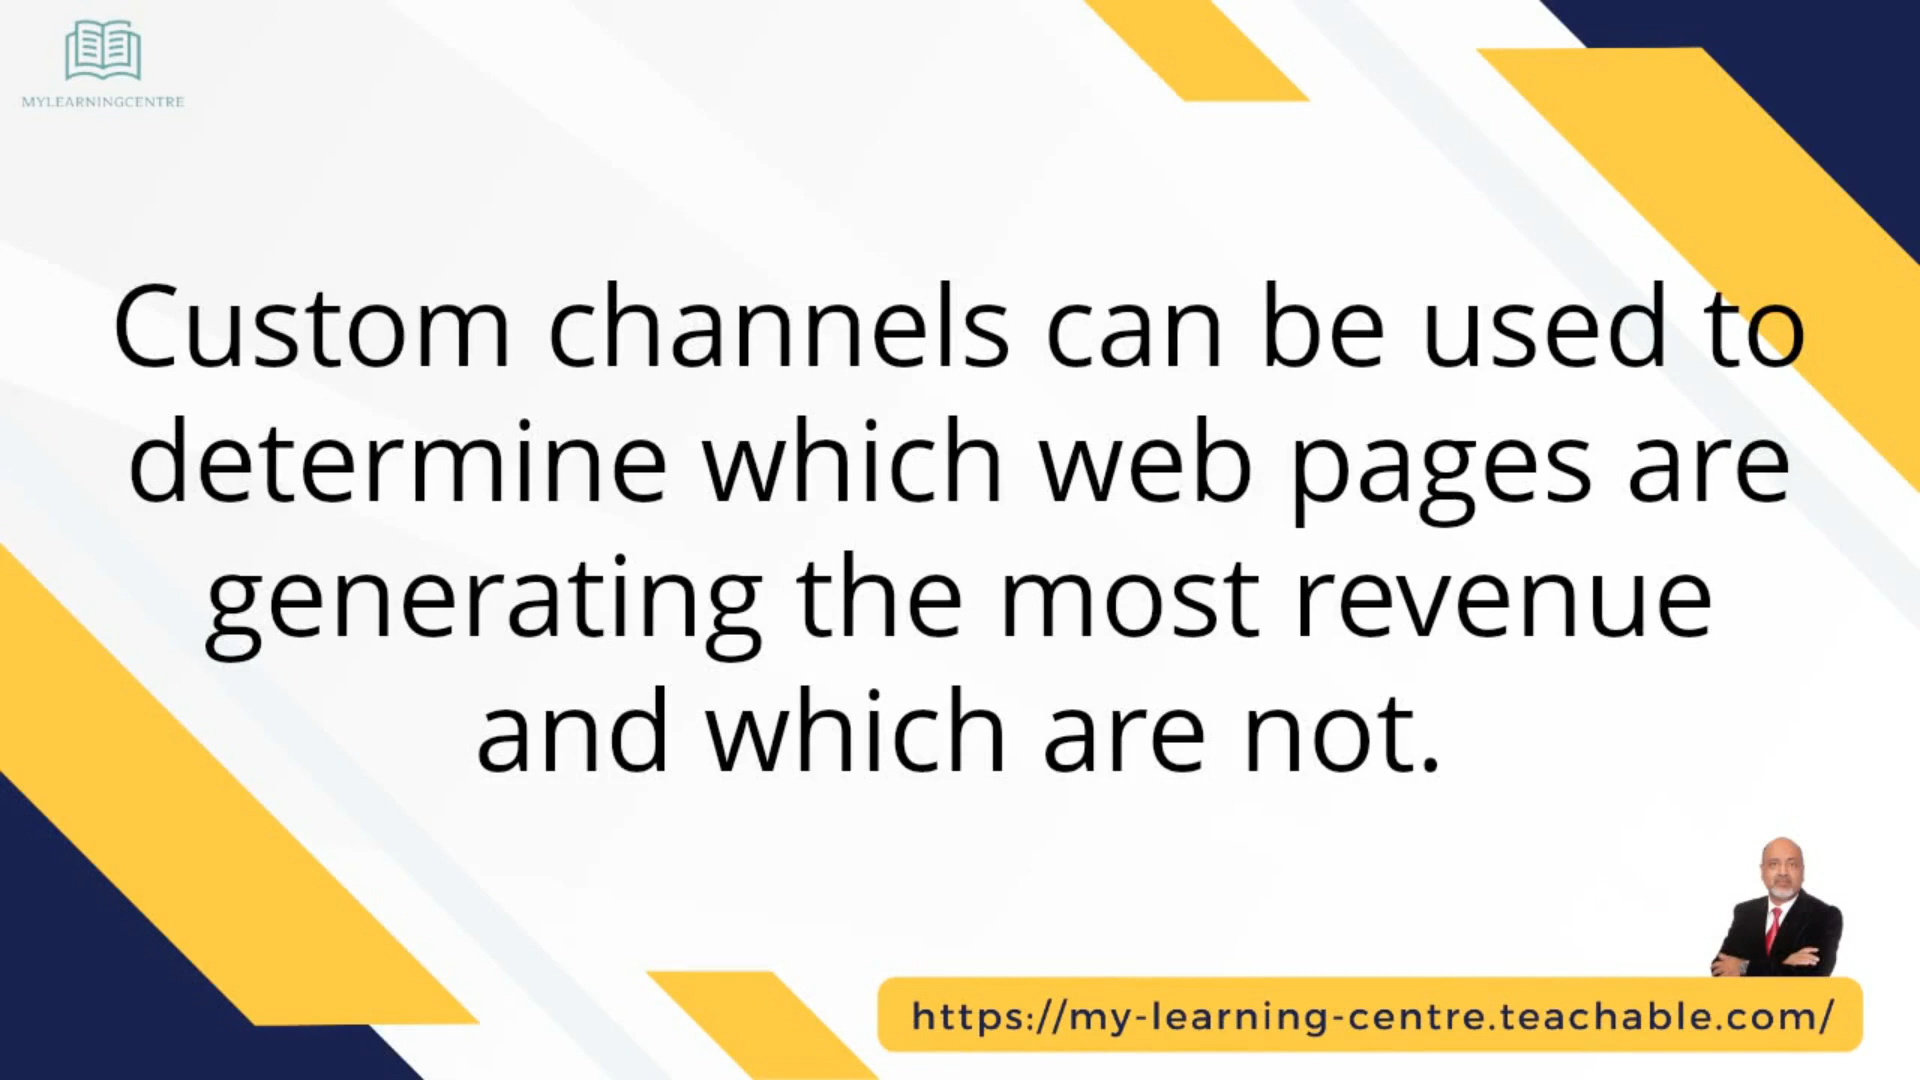 MYLEARNINGCENTRE
Custom channels can be used to
determine which web pages are
generating the most revenue
and which are not.
https://my-learning-centre.teachable.com/